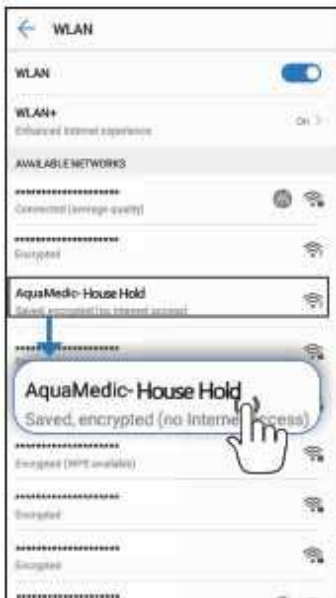 WLAN
WLAN
WLAN+
On
Enhanced Internet experience
AVAILABLE NETWORKS
********************
Connected (average quality)
********************
Encrypted
AquaMedic- House Hold
Saved, encrypted (no Internet access)
********************
AquaMedic- House Hold
Saved, encrypted (no Internet access)
Encrypted (WPS available)
********************
Encrypted
********************
Encrypted
********************